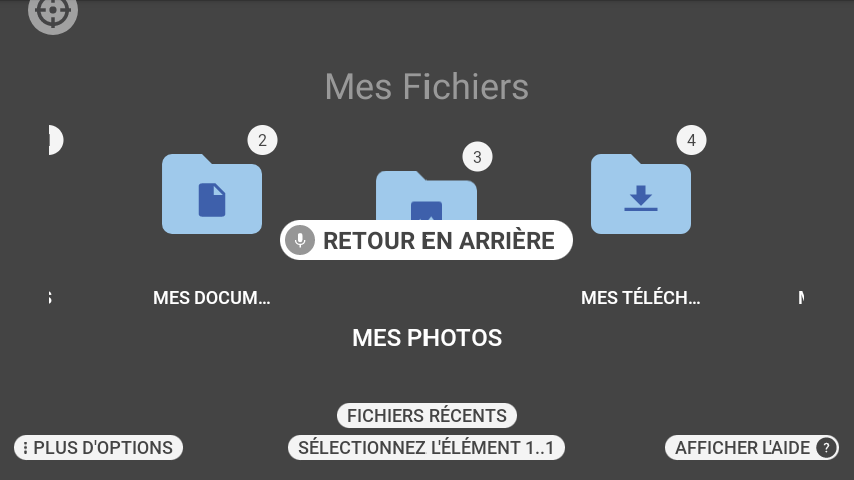 Mes Fichiers
2
3
4
RETOUR EN ARRIÈRE
MES DOCUM...
MES TÉLÉCH...
MES PHOTOS
FICHIERS RÉCENTS
PLUS D'OPTIONS
SÉLECTIONNEZ L'ÉLÉMENT 1..1
AFFICHER L'AIDE ?